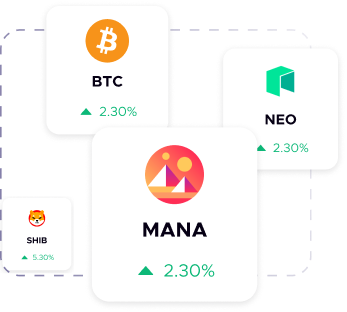 BTC
▲ 2.30%
NEO
▲ 2.30%
MANA
▲ 2.30%
SHIB
▲ 5.30%